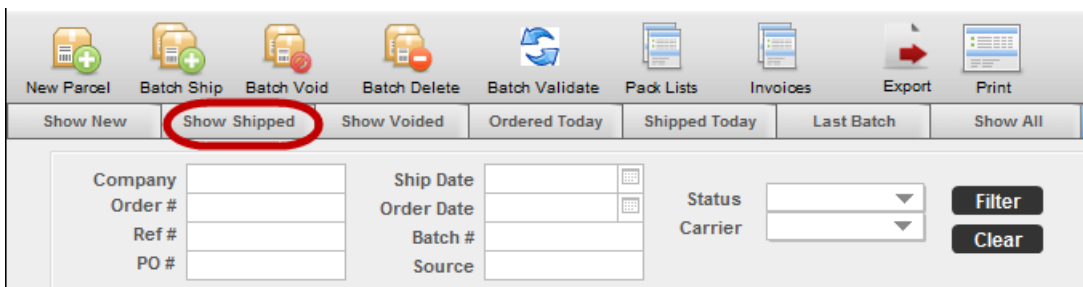 New Parcel Batch Ship Batch Void Batch Delete Batch Validate Pack Lists Invoices Export Print
Show New Show Shipped Show Voided Ordered Today Shipped Today Last Batch Show All
Company Ship Date
Order # Order Date Status Filter
Ref # Batch # Carrier Clear
PO # Source